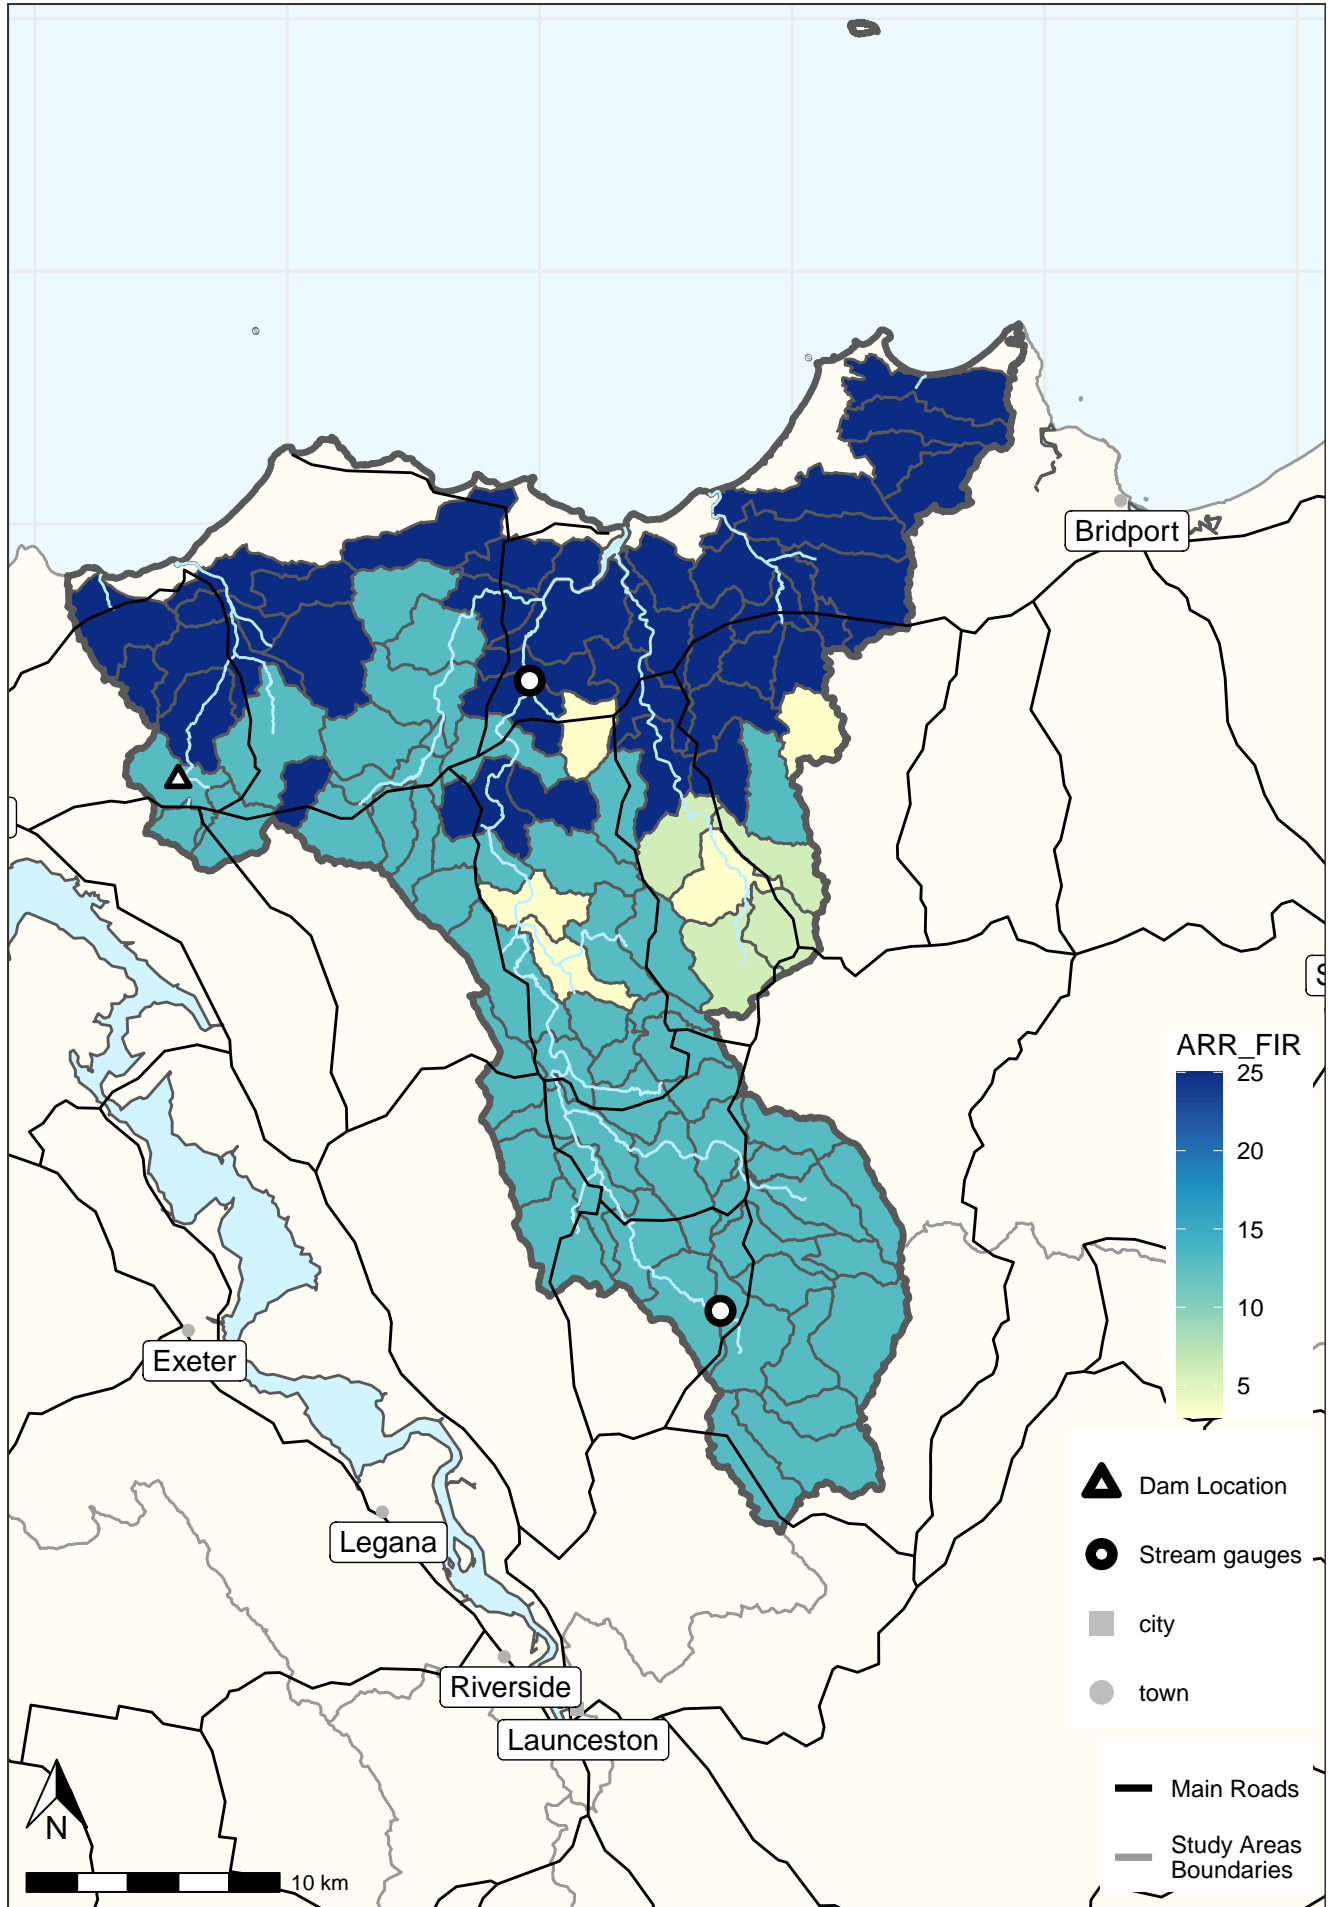 Bridport
S
ARR_FIR
25
20
15
10
5
Exeter
Dam Location
Legana
Stream gauges
city
Riverside
town
Launceston
Main Roads
N
Study Areas
Boundaries
10 km